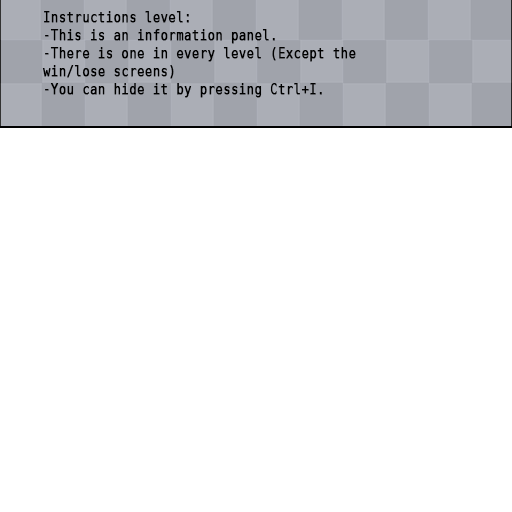 Instructions level:
-This is an information panel.
-There is one in every level (Except the
win/lose screens)
-You can hide it by pressing Ctrl+I.